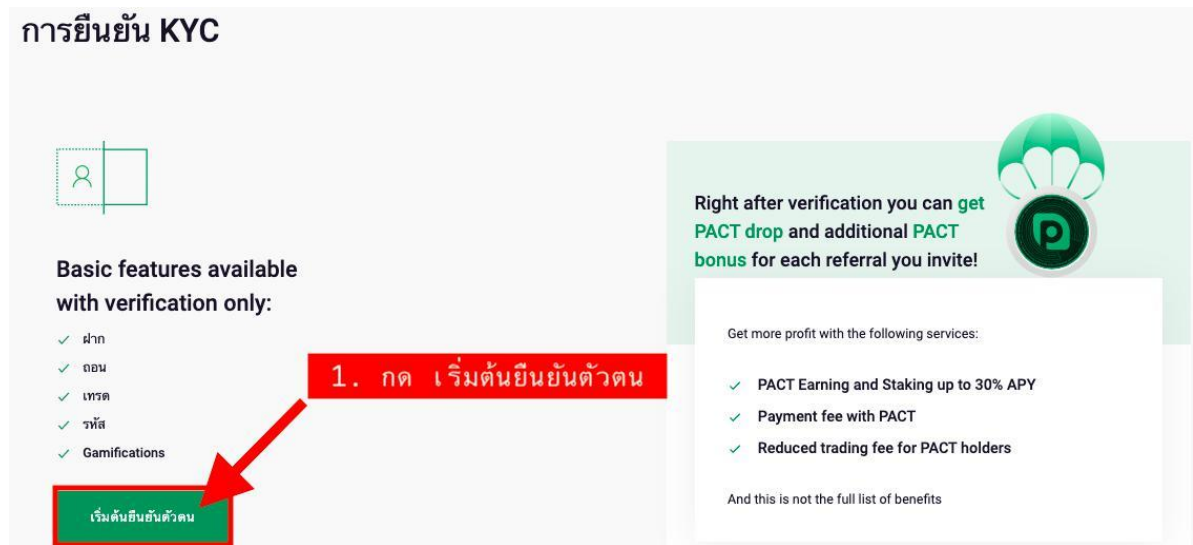 การยืนยัน KYC
Basic features available
with verification only:
ฝาก
ถอน
เทรด
รหัส
Gamifications
เริ่มต้นยืนยันตัวตน
1. กด เริ่มต้นยืนยันตัวตน
Right after verification you can get
PACT drop and additional PACT
bonus for each referral you invite!
Get more profit with the following services:
PACT Earning and Staking up to 30% APY
Payment fee with PACT
Reduced trading fee for PACT holders
And this is not the full list of benefits